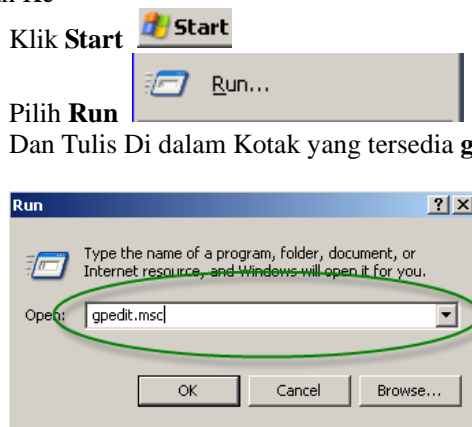 Klik Start Start
Run...
Pilih Run
Dan Tulis Di dalam Kotak yang tersedia g
Run
Type the name of a program, folder, document, or
Internet resource, and Windows will open it for you.
Open: gpedit.msc
OK Cancel Browse...